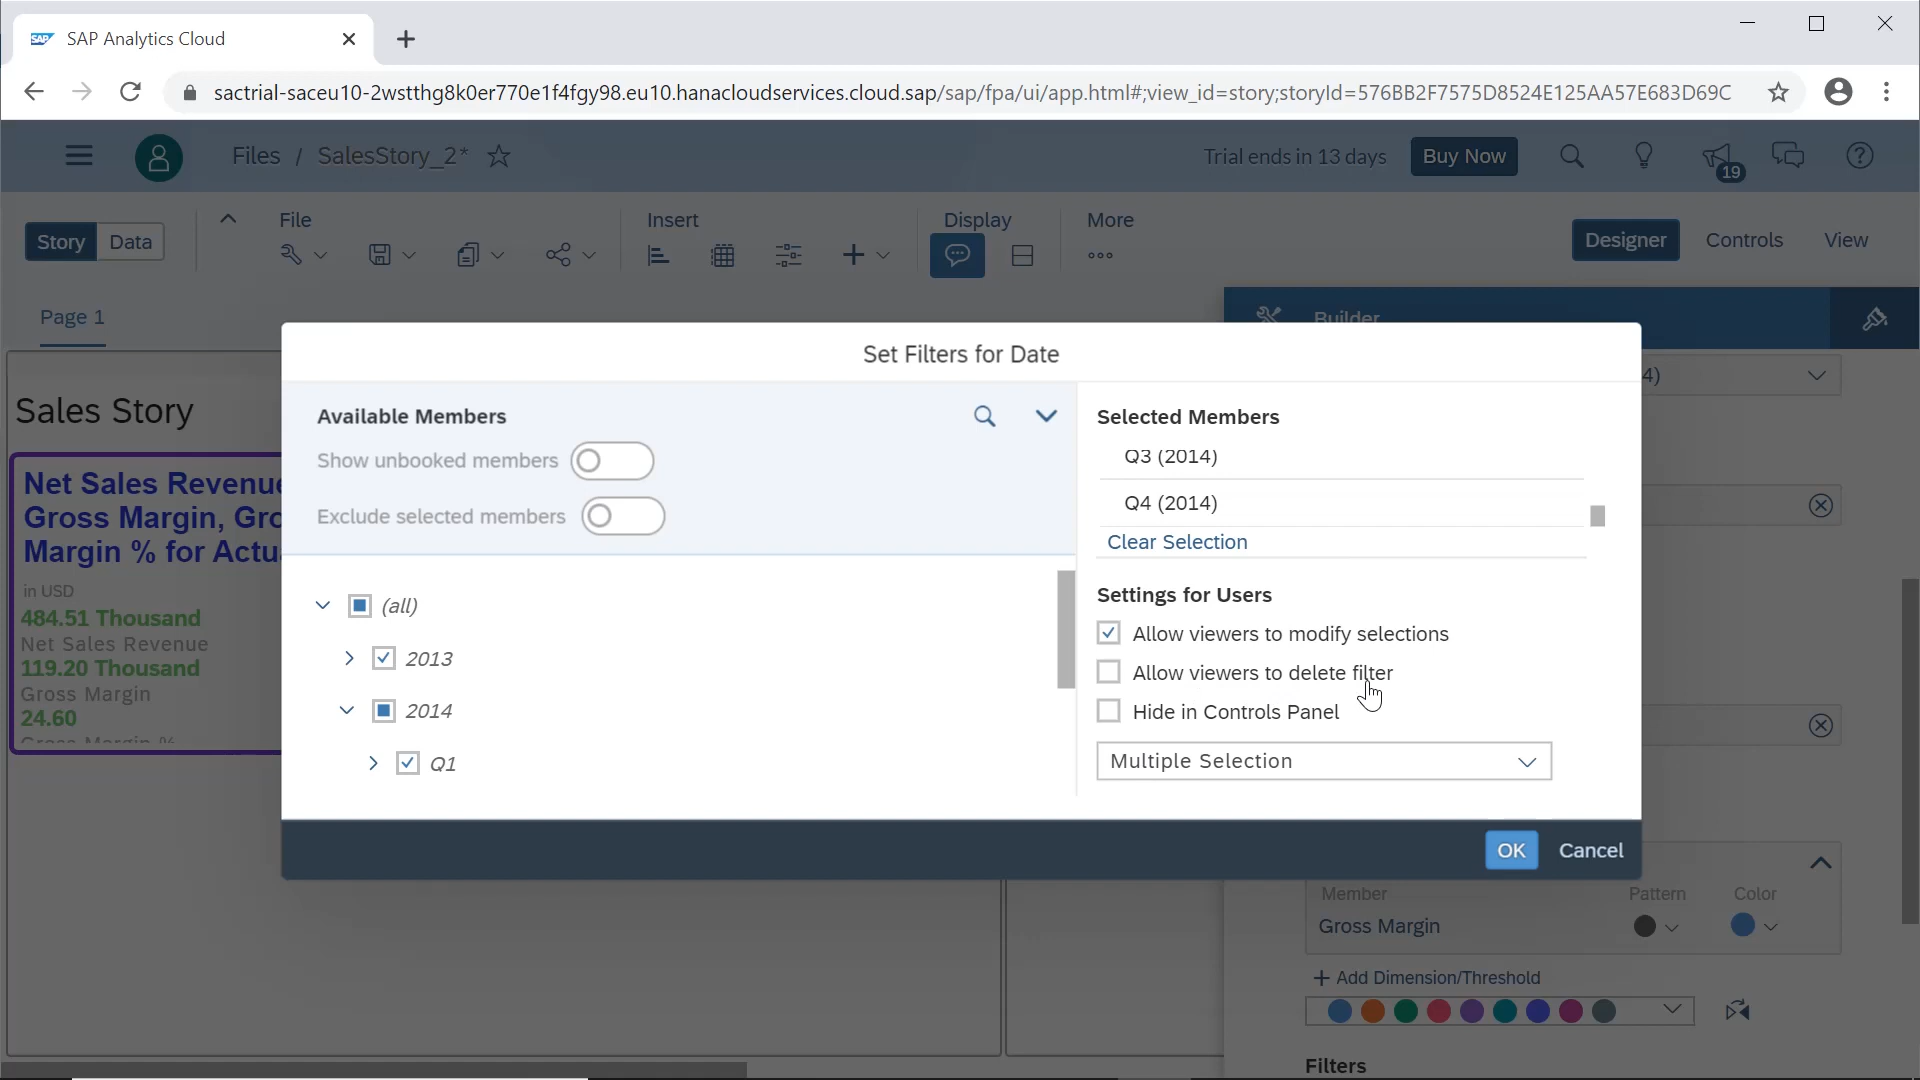 SAP Analytics Cloud
sactrial-saceu10-2wstthg8k0er770e1f4fgy98.eu10.hanacloudservices.cloud.sap/sap/fpa/ui/app.html#;view_id=story;storyId=576BB2F7575D8524E125AA57E683D69C
Files / SalesStory_2*
Trial ends in 13 days
Buy Now
19
Story
Data
File
Insert
Display
More
Designer
Controls
View
Page 1
Builder
4)
Sales Story
Net Sales Revenue
Gross Margin, Gro
Margin % for Actu
in USD
484.51 Thousand
Net Sales Revenue
119.20 Thousand
Gross Margin
24.60
Gross Margin %
Set Filters for Date
Available Members
Show unbooked members
Exclude selected members
(all)
2013
2014
Q1
Selected Members
Q3 (2014)
Q4 (2014)
Clear Selection
Settings for Users
Allow viewers to modify selections
Allow viewers to delete filter
Hide in Controls Panel
Multiple Selection
OK
Cancel
Member
Pattern
Color
Gross Margin
+ Add Dimension/Threshold
Filters